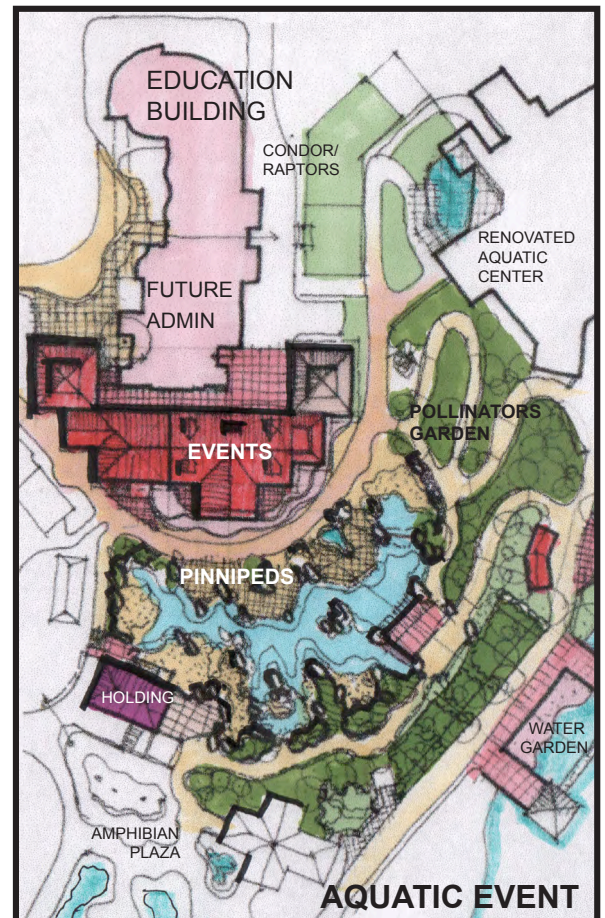 EDUCATION
BUILDING
CONDOR/
RAPTORS
RENOVATED
AQUATIC
CENTER
FUTURE
ADMIN
POLLINATORS
GARDEN
EVENTS
PINNIPEDS
HOLDING
WATER
GARDEN
AMPHIBIAN
PLAZA
AQUATIC EVENT